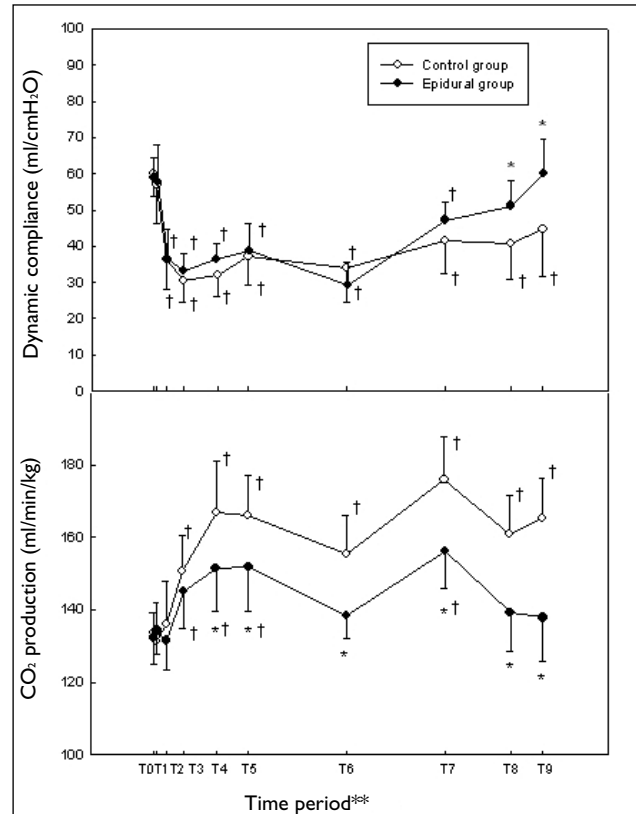 100
90
80
70
60
50
40
30
20
10
0
Dynamic compliance (ml/cmH₂O)
Control group
Epidural group
* *
†
† † † † †
† † † † † † † †
180
160
140
120
100
CO₂ production (ml/min/kg)
† † † † † † †
† *† *† * *† * *
T0 T1 T2 T3 T4 T5 T6 T7 T8 T9
Time period**